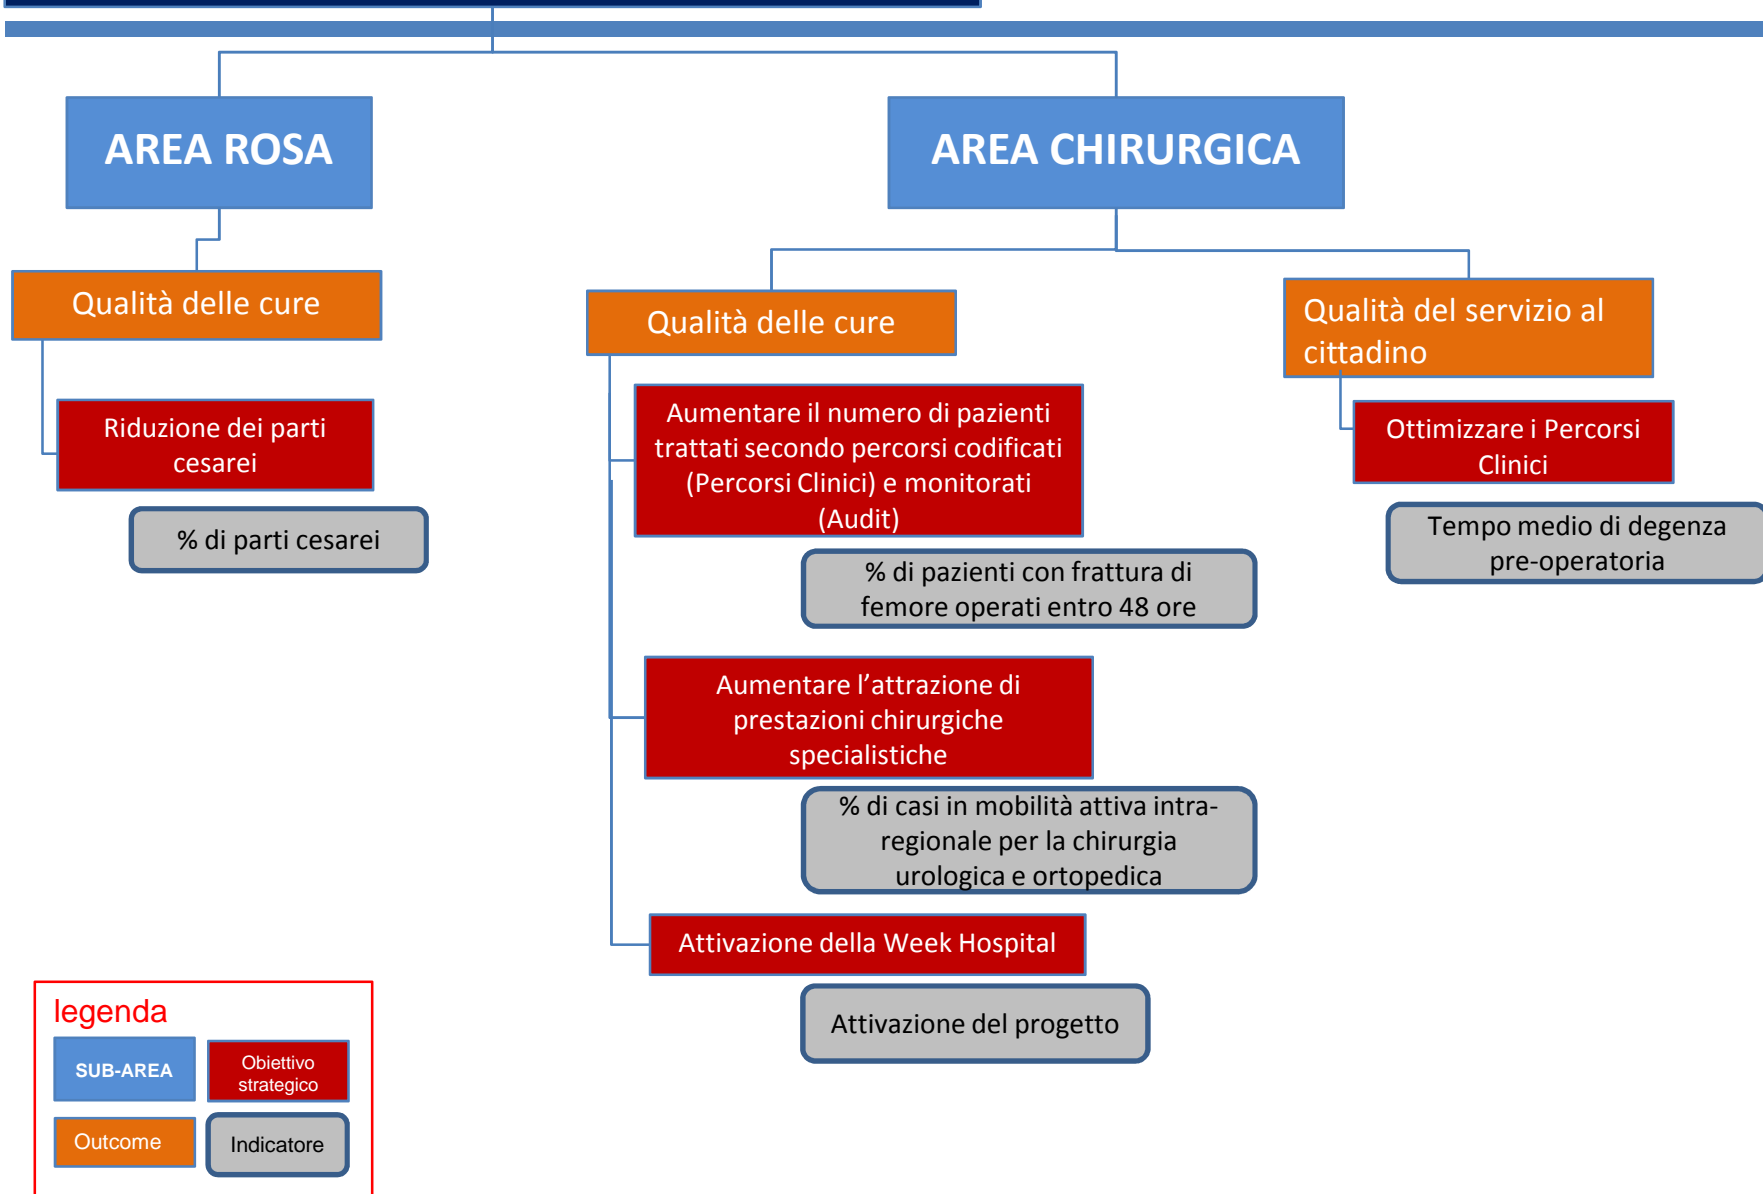 AREA ROSA
AREA CHIRURGICA
Qualità delle cure
Riduzione dei parti
cesarei
% di parti cesarei
Qualità delle cure
Aumentare il numero di pazienti
trattati secondo percorsi codificati
(Percorsi Clinici) e monitorati
(Audit)
% di pazienti con frattura di
femore operati entro 48 ore
Aumentare l’attrazione di
prestazioni chirurgiche
specialistiche
% di casi in mobilità attiva intra-
regionale per la chirurgia
urologica e ortopedica
Attivazione della Week Hospital
Attivazione del progetto
Qualità del servizio al
cittadino
Ottimizzare i Percorsi
Clinici
Tempo medio di degenza
pre-operatoria
legenda
SUB-AREA
Obiettivo
strategico
Outcome
Indicatore